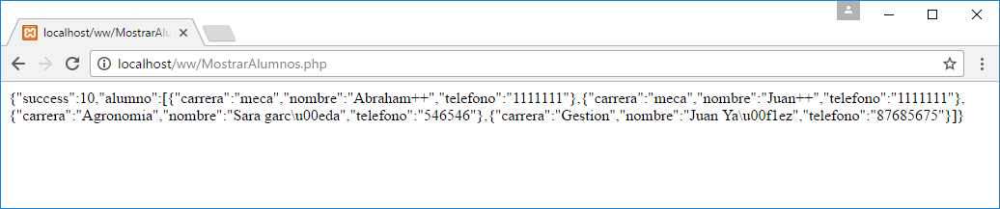 localhost/ww/MostrarAlu
localhost/ww/MostrarAlumnos.php
{"success":10,"alumno":[{"carrera":"meca","nombre":"Abraham++","telefono":"1111111"},{"carrera":"meca","nombre":"Juan++","telefono":"1111111"},
{"carrera":"Agronomia","nombre":"Sara garc\u00eda","telefono":"546546"},{"carrera":"Gestion","nombre":"Juan Ya\u00f1ez","telefono":"87685675"}]}